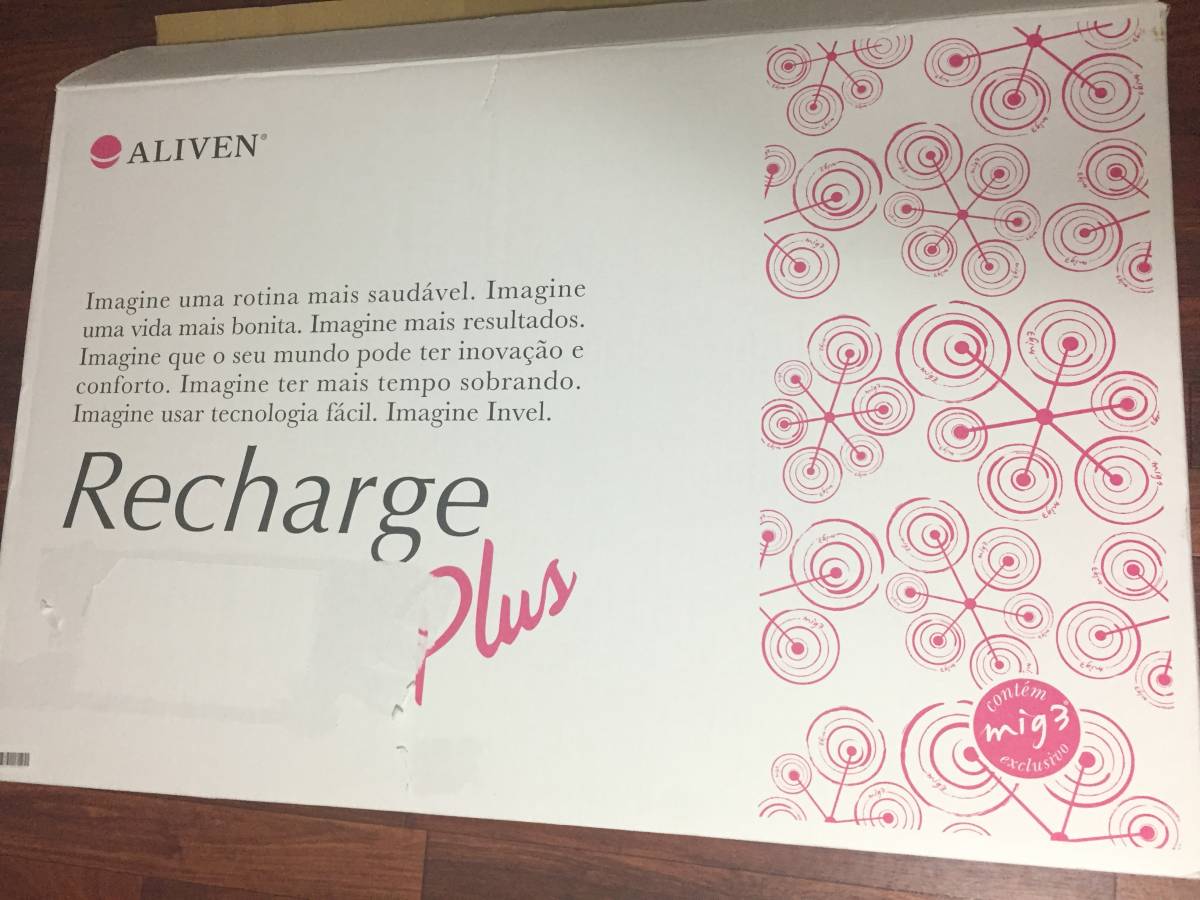 ALIVEN®
Imagine uma rotina mais saudável. Imagine
uma vida mais bonita. Imagine mais resultados.
Imagine que o seu mundo pode ter inovação e
conforto. Imagine ter mais tempo sobrando.
Imagine usar tecnologia fácil. Imagine Invel.
Recharge
Plus
contém
mig3®
exclusivo